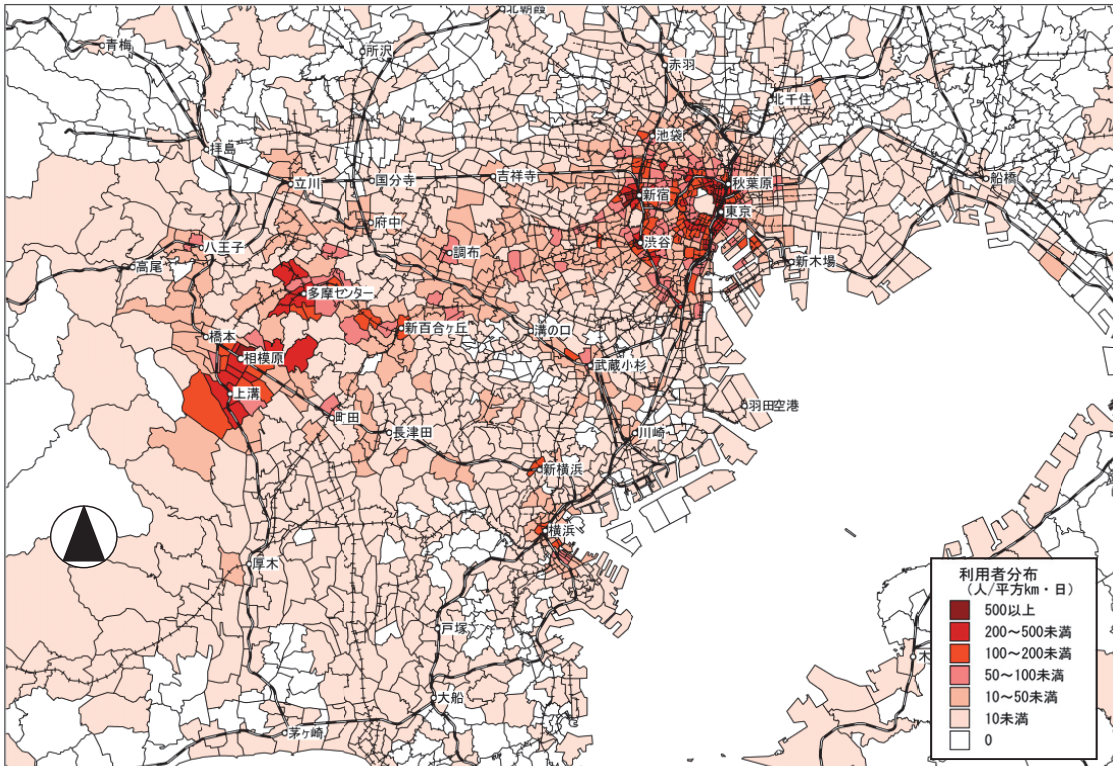 北朝霞
青梅
所沢
赤羽
北千住
池袋
拝島
吉祥寺
国分寺
立川
秋葉原
船橋
新宿
東京
府中
渋谷
八王子
調布
新木場
高尾
多摩センター
新百合ヶ丘
溝の口
橋本
相模原
武蔵小杉
上溝
町田
羽田空港
長津田
川崎
新横浜
横浜
厚木
戸塚
大船
茅ヶ崎
木
利用者分布
(人/平方km・日)
500以上
200～500未満
100～200未満
50～100未満
10～50未満
10未満
0